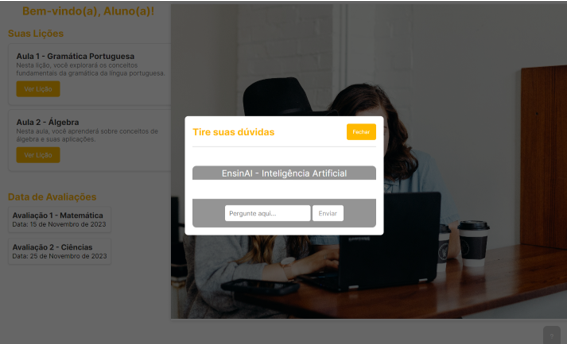 Bem-vindo(a), Aluno(a)!
Suas Lições
Aula 1 - Gramática Portuguesa
Nesta lição, você explorará os conceitos
fundamentais da gramática da língua portuguesa.
Ver Lição
Aula 2 - Álgebra
Nesta aula, você aprenderá sobre conceitos de
álgebra e suas aplicações.
Ver Lição
Data de Avaliações
Avaliação 1 - Matemática
Data: 15 de Novembro de 2023
Avaliação 2 - Ciências
Data: 25 de Novembro de 2023
Tire suas dúvidas
Fechar
EnsinAI - Inteligência Artificial
Pergunte aqui...
Enviar